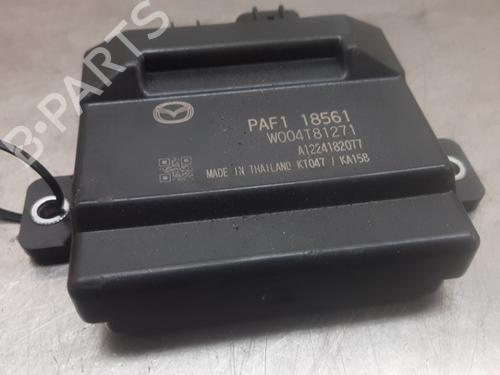 PAF1 18561
W004T81271
A1224182077
MADE IN THAILAND KT047 / KA158
B-PARTS